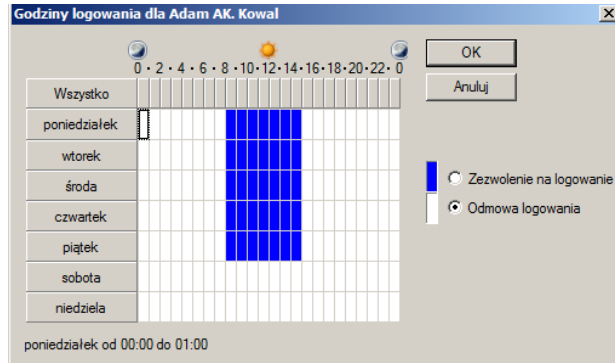 Godziny logowania dla Adam AK. Kowal
0 · 2 · 4 · 6 · 8 · 10 · 12 · 14 · 16 · 18 · 20 · 22 · 0
OK
Anuluj
Wszystko
poniedziałek
wtorek
środa
czwartek
piątek
sobota
niedziela
Zezwolenie na logowanie
Odmowa logowania
poniedziałek od 00:00 do 01:00